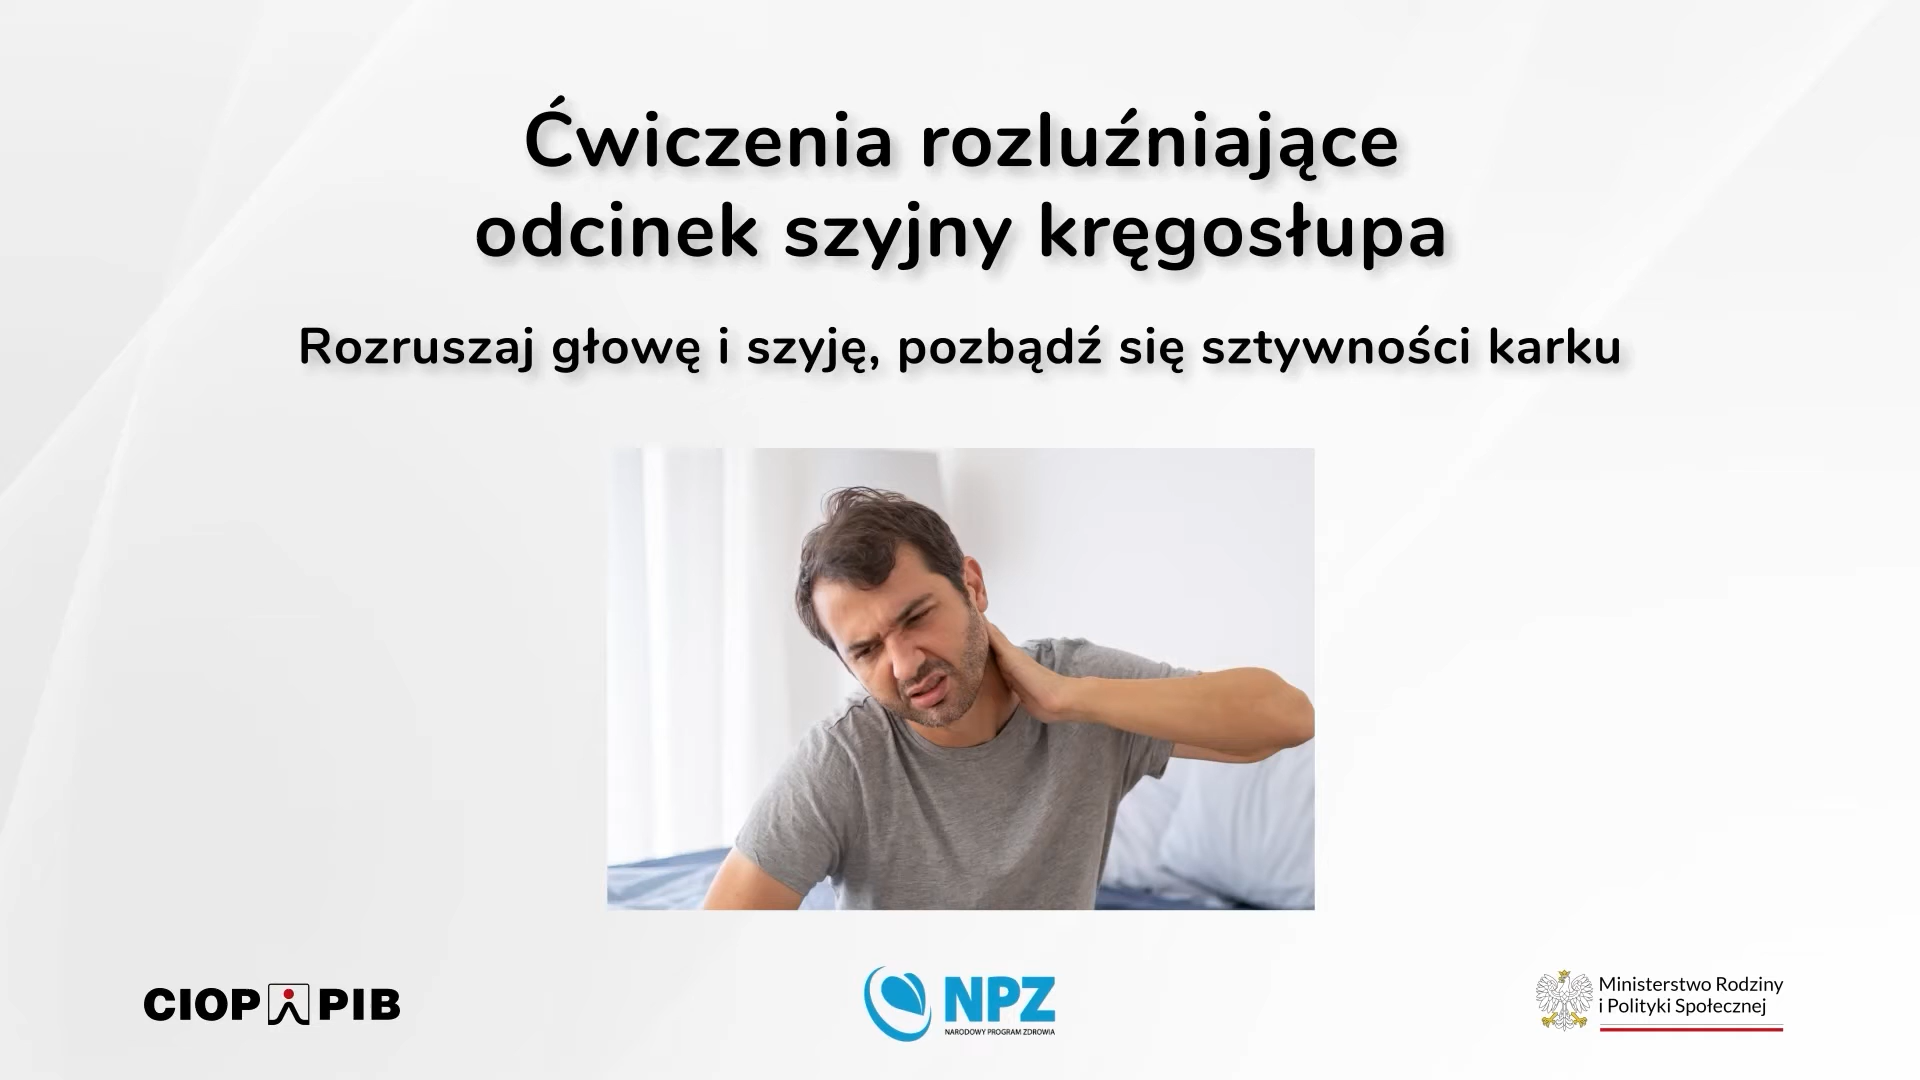 Ćwiczenia rozluźniające
odcinek szyjny kręgosłupa
Rozruszaj głowę i szyję, pozbądź się sztywności karku
CIOP PIB
NPZ
NARODOWY PROGRAM ZDROWIA
Ministerstwo Rodziny
i Polityki Społecznej